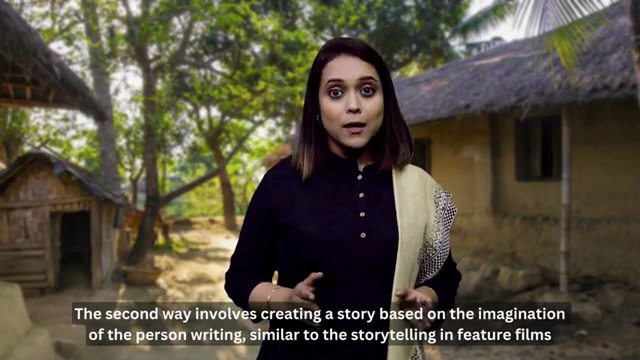 The second way involves creating a story based on the imagination
of the person writing, similar to the storytelling in feature films